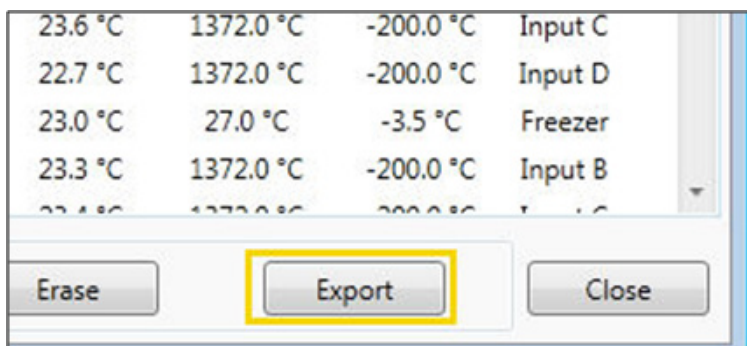 23.6 °C 1372.0 °C -200.0 °C Input C
22.7 °C 1372.0 °C -200.0 °C Input D
23.0 °C 27.0 °C -3.5 °C Freezer
23.3 °C 1372.0 °C -200.0 °C Input B
Erase Export Close